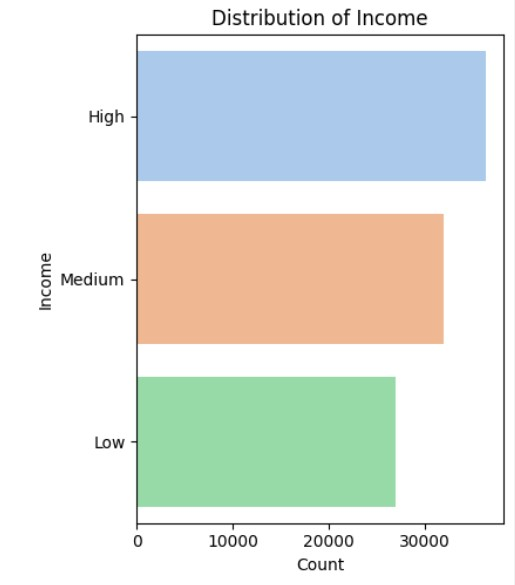 Distribution of Income
High
Medium
Low
Income
0 10000 20000 30000
Count